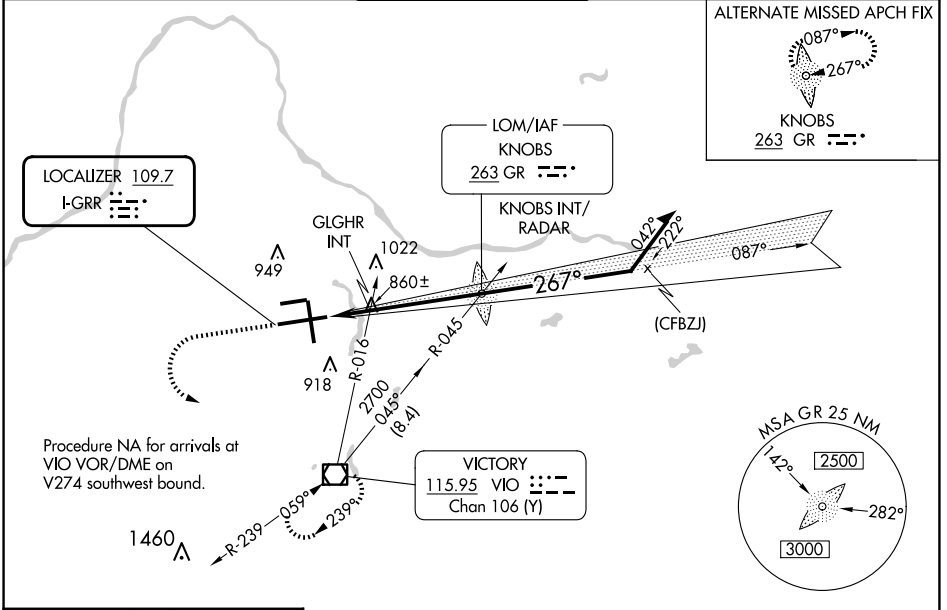 ALTERNATE MISSED APCH FIX
087°
267°
KNOBS
263 GR
LOM/IAF
KNOBS
263 GR
KNOBS INT/
RADAR
LOCALIZER 109.7
I-GRR
GLGHR
INT
1022
949
860±
042°
222°
087°
267°
(CFBZJ)
R-016
R-045
918
2700
045°
(8.4)
Procedure NA for arrivals at
VIO VOR/DME on
V274 southwest bound.
VICTORY
115.95 VIO
Chan 106 (Y)
R-239
059°
239°
1460
MSA GR 25 NM
142°
2500
282°
3000